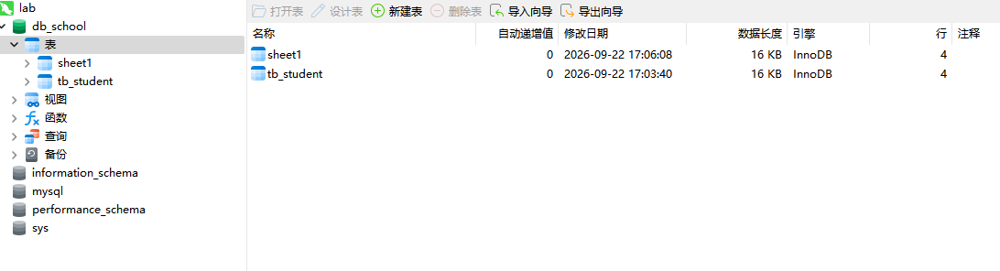 lab
db_school
表
sheet1
tb_student
视图
函数
查询
备份
information_schema
mysql
performance_schema
sys
打开表 设计表 新建表 删除表 导入向导 导出向导
名称 自动递增值 修改日期 数据长度 引擎 行 注释
sheet1 0 2026-09-22 17:06:08 16 KB InnoDB 4
tb_student 0 2026-09-22 17:03:40 16 KB InnoDB 4